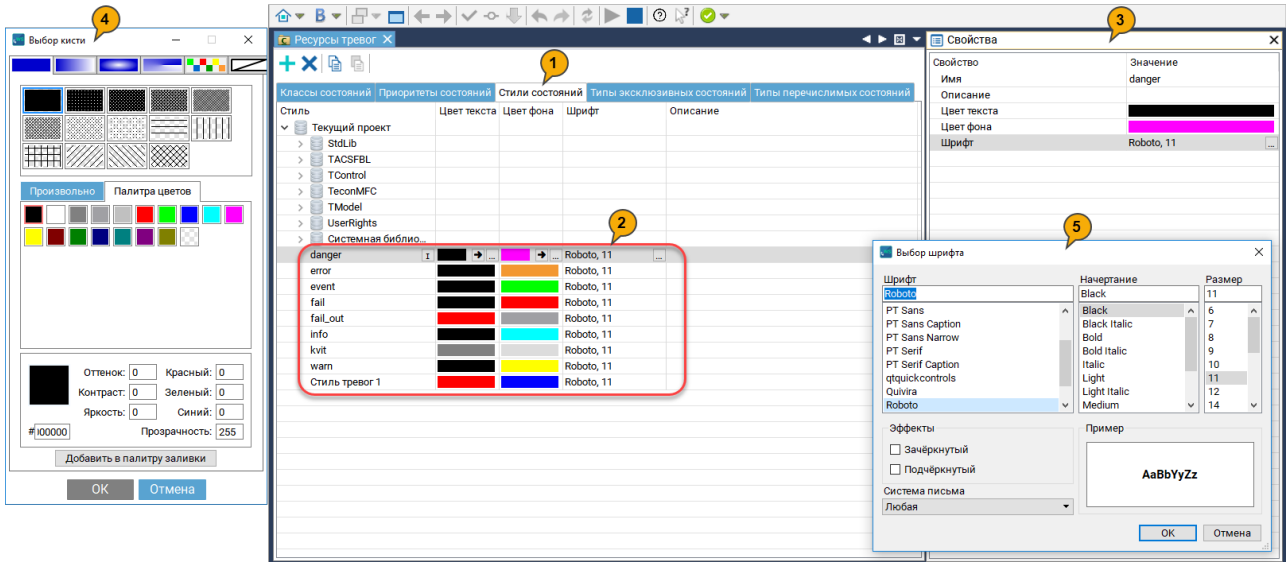 4
Выбор кисти
Произвольно
Палитра цветов
Оттенок: 0
Красный: 0
Контраст: 0
Зеленый: 0
Яркость: 0
Синий: 0
#
Прозрачность: 255
Добавить в палитру заливки
ОК
Отмена
B
Ресурсы тревог
1
Классы состояний
Приоритеты состояний
Стили состояний
Типы эксклюзивных состояний
Типы перечислимых состояний
Стиль Цвет текста Цвет фона Шрифт Описание
Текущий проект
StdLib
TACSFBL
TControl
TeconMFC
TModel
UserRights
Системная библио...
2
danger I ... ... Roboto, 11 ...
error Roboto, 11
event Roboto, 11
fail Roboto, 11
fail_out Roboto, 11
info Roboto, 11
kvit Roboto, 11
warn Roboto, 11
Стиль тревог 1 Roboto, 11
3
Свойства
Свойство Значение
Имя danger
Описание
Цвет текста
Цвет фона
Шрифт Roboto, 11 ...
5
Выбор шрифта
Шрифт Начертание Размер
Roboto Black 11
PT Sans Black 6
PT Sans Caption Black Italic 7
PT Sans Narrow Bold 8
PT Serif Bold Italic 9
PT Serif Caption Italic 10
qtquickcontrols Light 11
Quivira Light Italic 12
Roboto Medium 14
Эффекты
Зачёркнутый
Подчёркнутый
Система письма
Любая
Пример
AaBbYyZz
OK
Отмена